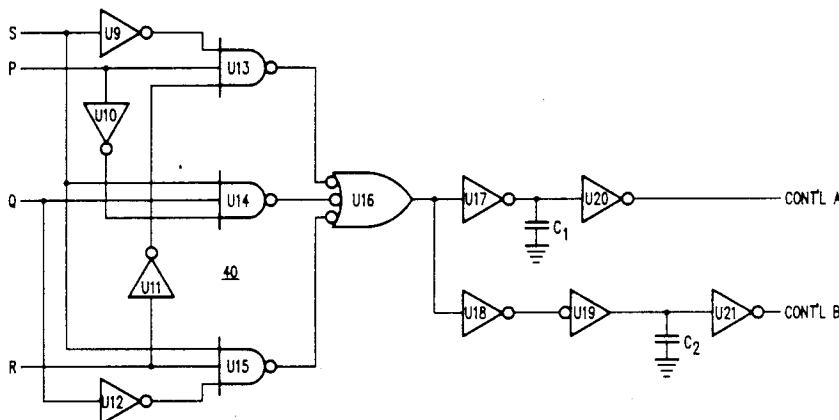 S
U9
P
U13
U10
Q
U14
U16
U17
C1
U20
CONT'L A
40
U11
U18
U19
C2
U21
CONT'L B
R
U15
U12